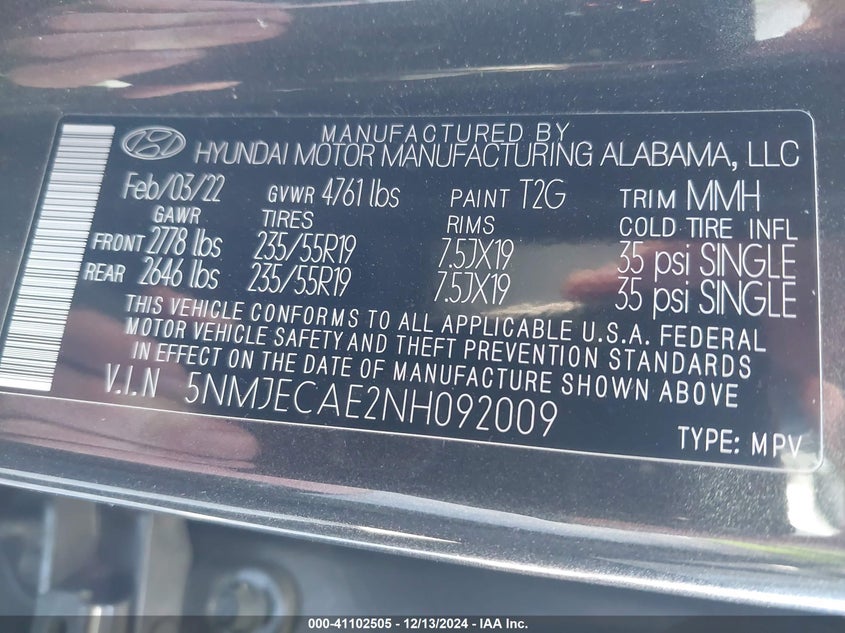 MANUFACTURED BY
HYUNDAI MOTOR MANUFACTURING ALABAMA, LLC
Feb/03/22 GVWR 4761 lbs PAINT T2G TRIM MMH
GAWR TIRES RIMS COLD TIRE INFL
FRONT 2778 lbs 235/55R19 7.5JX19 35 psi SINGLE
REAR 2646 lbs 235/55R19 7.5JX19 35 psi SINGLE
THIS VEHICLE CONFORMS TO ALL APPLICABLE U.S.A. FEDERAL
MOTOR VEHICLE SAFETY AND THEFT PREVENTION STANDARDS
IN EFFECT ON THE DATE OF MANUFACTURE SHOWN ABOVE
V.I.N 5NMJECAE2NH092009
TYPE: MPV
000-41102505 - 12/13/2024 - IAA Inc.